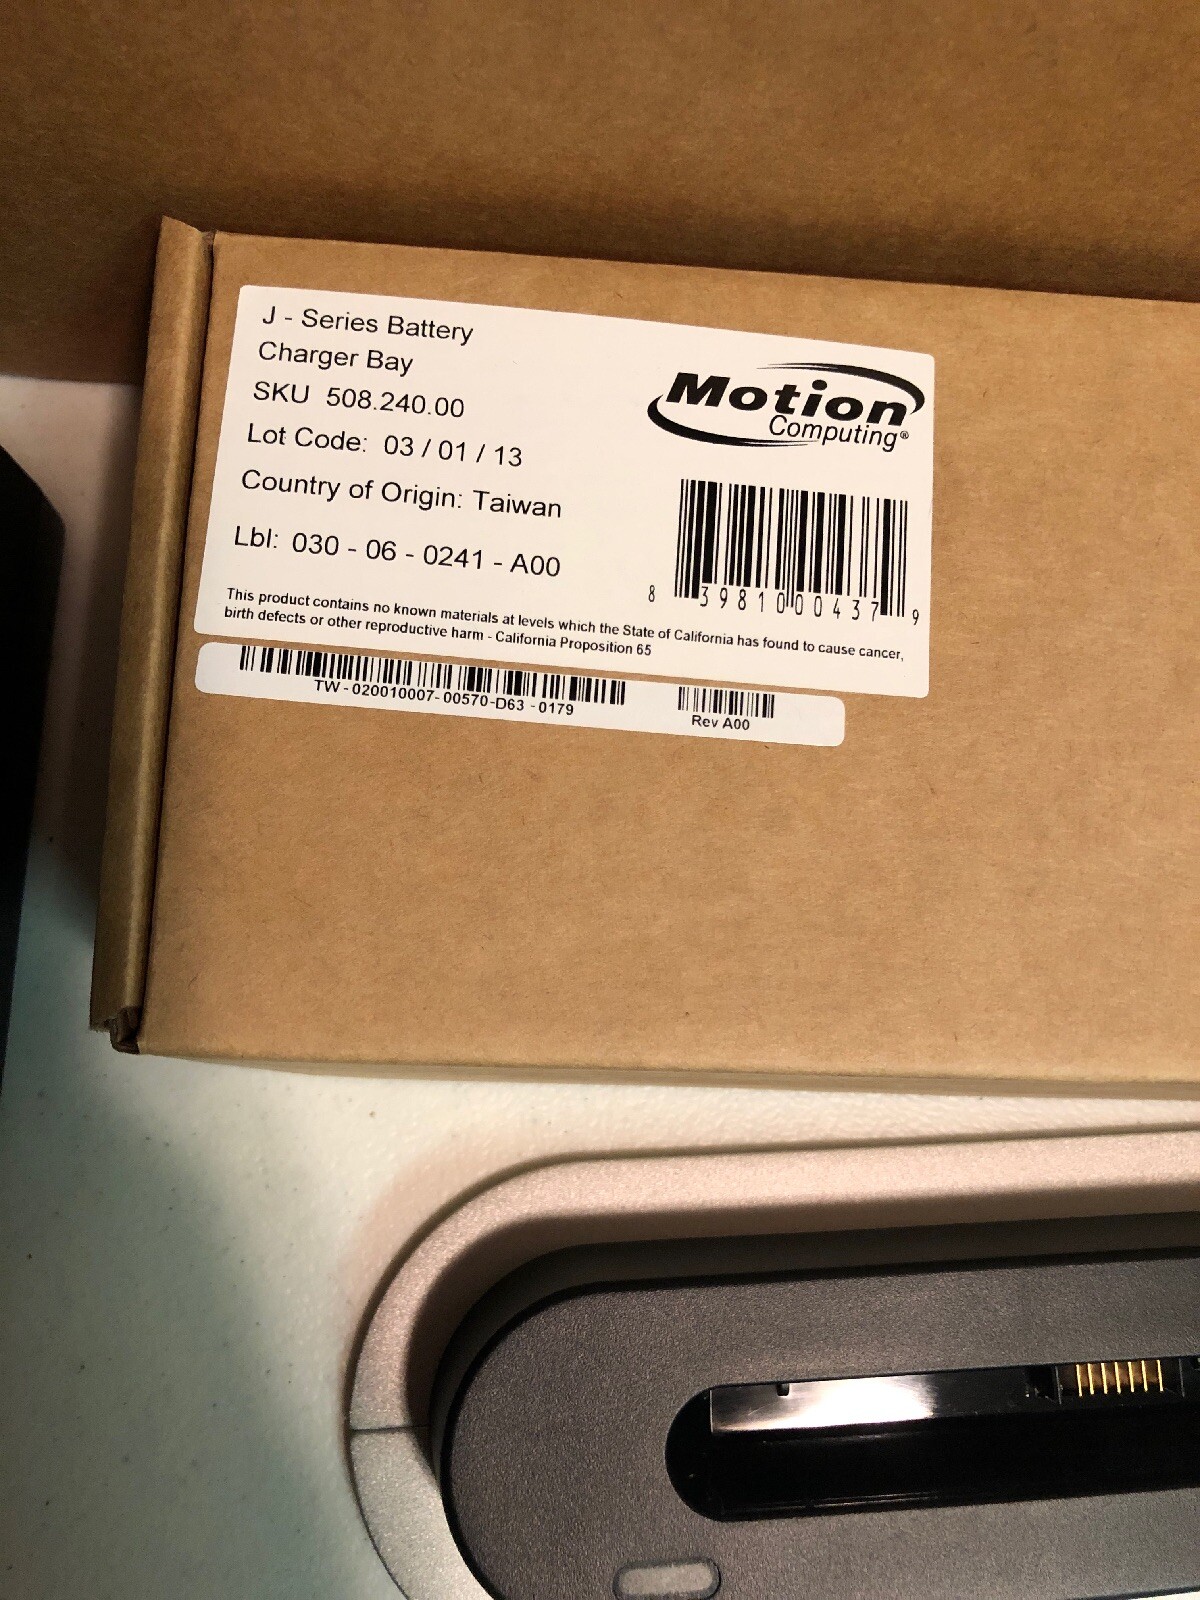 J - Series Battery
Charger Bay
SKU 508.240.00
Lot Code: 03 / 01 / 13
Country of Origin: Taiwan
Lbl: 030 - 06 - 0241 - A00
Motion
Computing®
8 39810 00437 9
This product contains no known materials at levels which the State of California has found to cause cancer,
birth defects or other reproductive harm - California Proposition 65
TW - 020010007- 00570-D63 - 0179
Rev A00